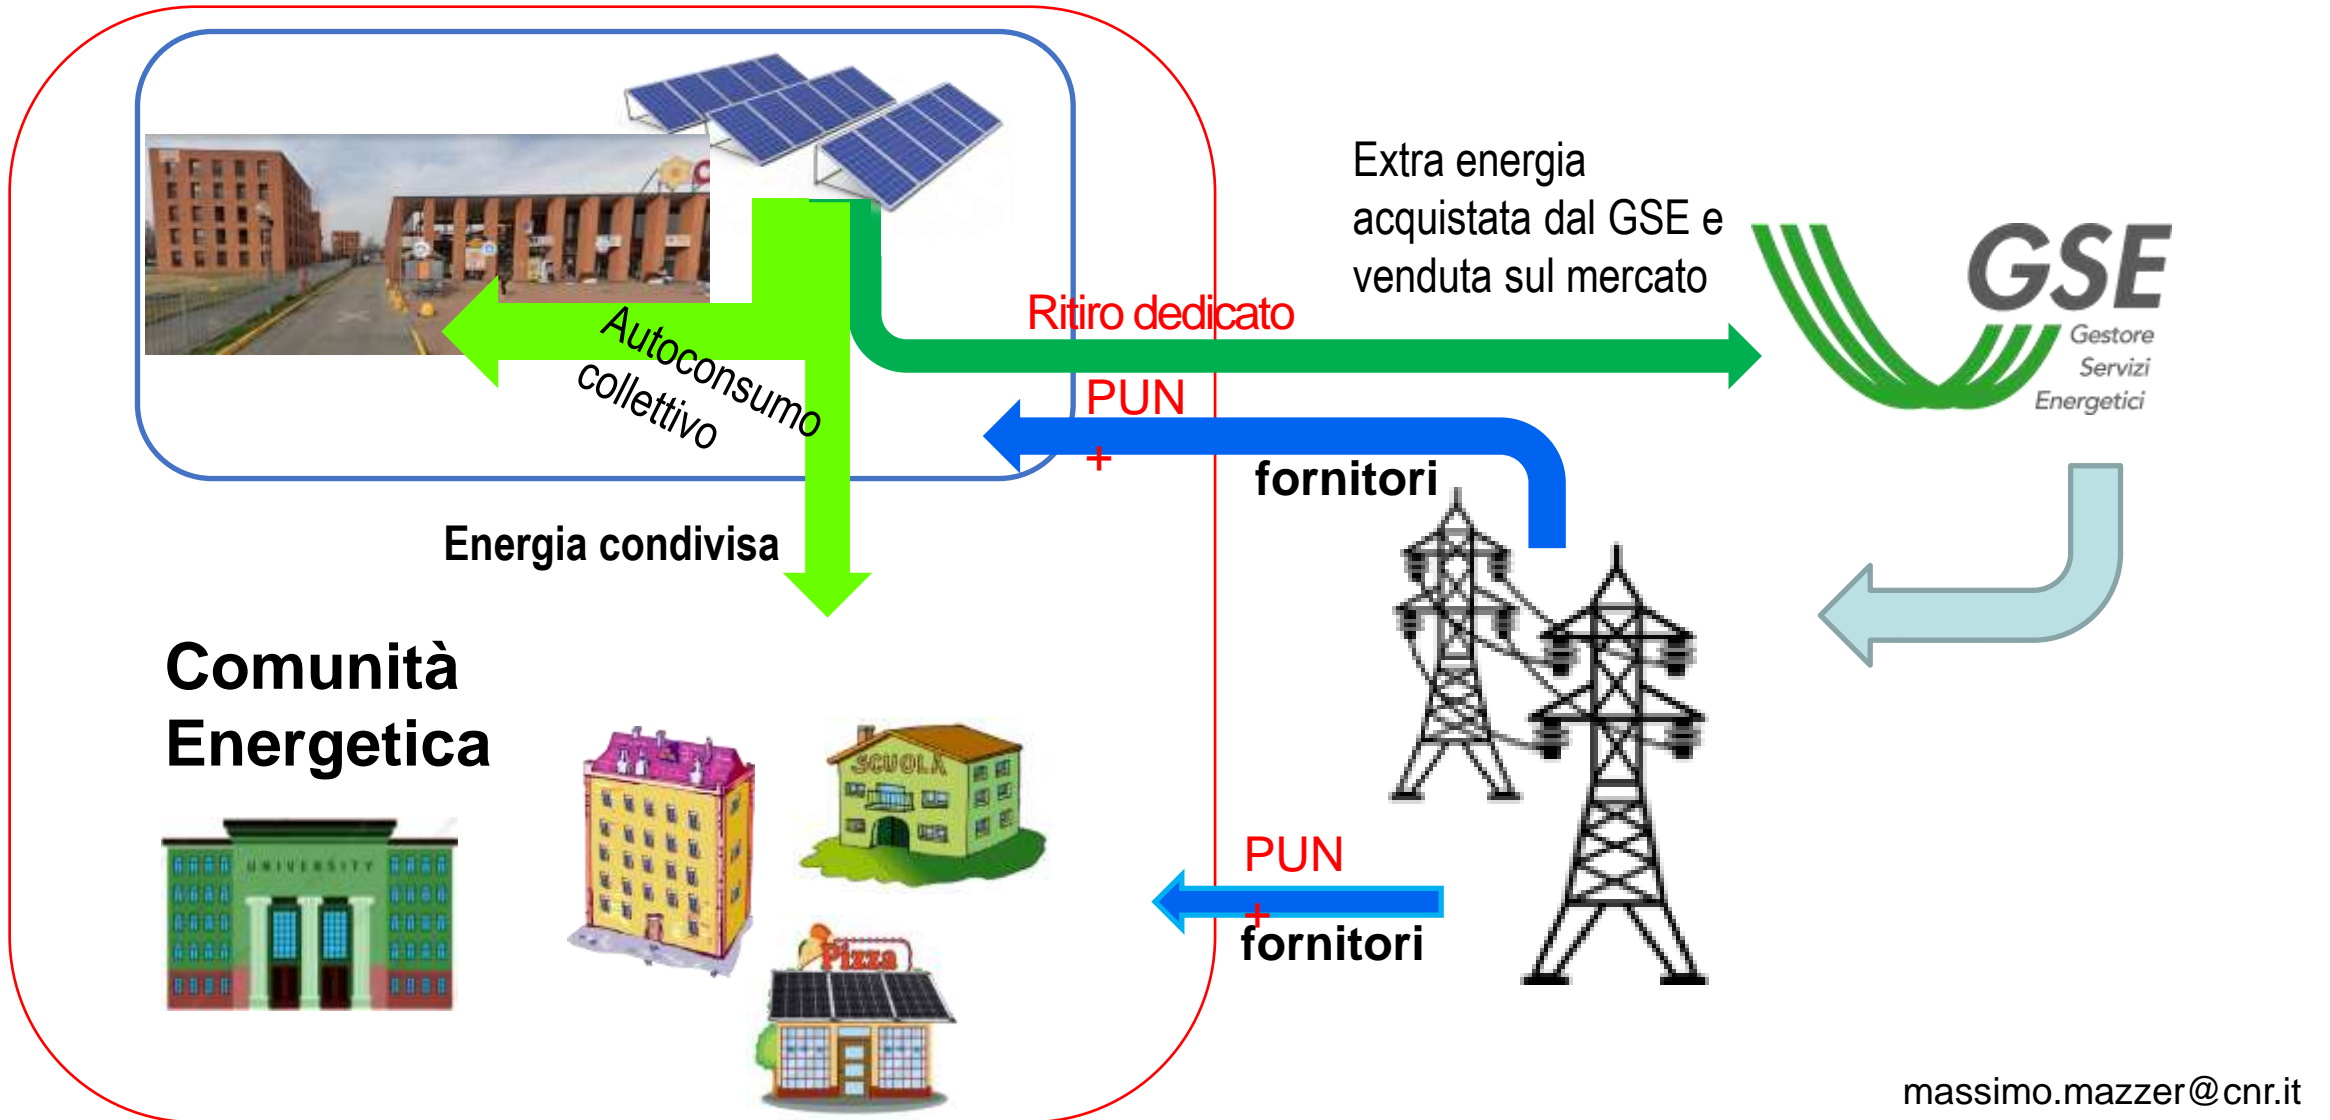 Extra energia
acquistata dal GSE e
venduta sul mercato
GSE
Gestore
Servizi
Energetici
Ritiro dedicato
PUN
+
fornitori
Autoconsumo
collettivo
Energia condivisa
Comunità
Energetica
SCUOLA
UNIVERSITY
Pizza
PUN
+
fornitori
massimo.mazzer@cnr.it